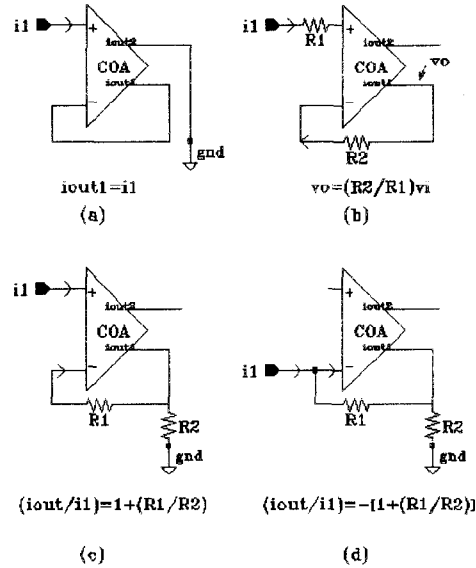 i1
+
iout2
COA
iout1
−
gnd
iout1=i1
(a)
i1
R1
+
iout2
COA
iout1
vo
−
R2
vo=(R2/R1)vi
(b)
i1
+
iout2
COA
iout1
−
R1
R2
gnd
(iout/i1)=1+(R1/R2)
(c)
+
iout2
COA
iout1
i1
−
R1
R2
gnd
(iout/i1)=-[1+(R1/R2)]
(d)